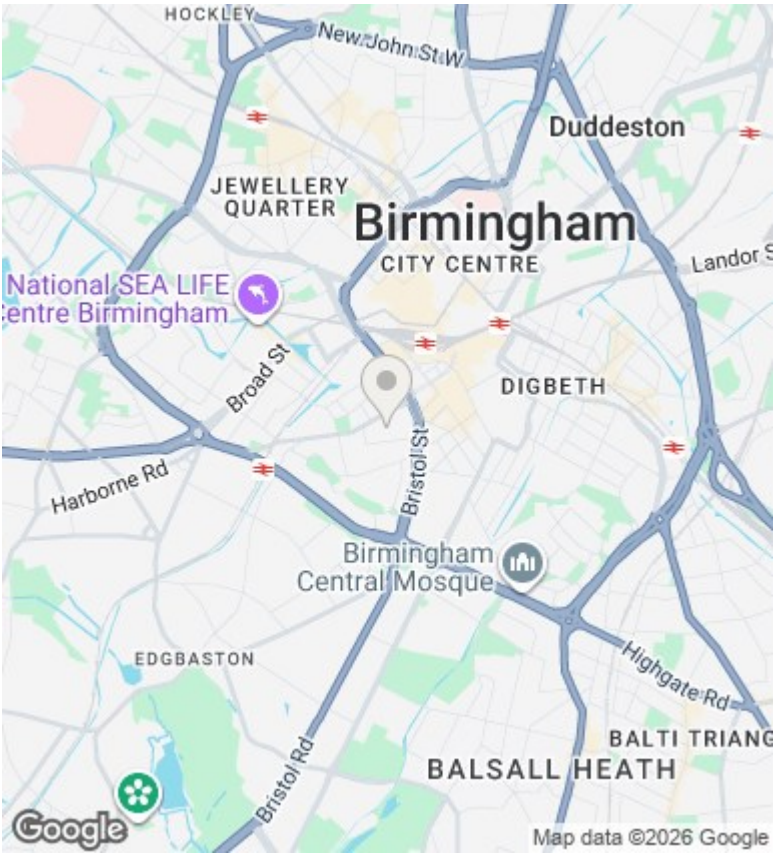 HOCKLEY
New John St W
Duddeston
JEWELLERY
QUARTER
Birmingham
CITY CENTRE
Landor S
National SEA LIFE
Centre Birmingham
Broad St
DIGBETH
Bristol St
Harborne Rd
Birmingham
Central Mosque
EDGBASTON
Highgate Rd
BALTI TRIANG
BALSALL HEATH
Bristol Rd
Google
Map data ©2026 Google